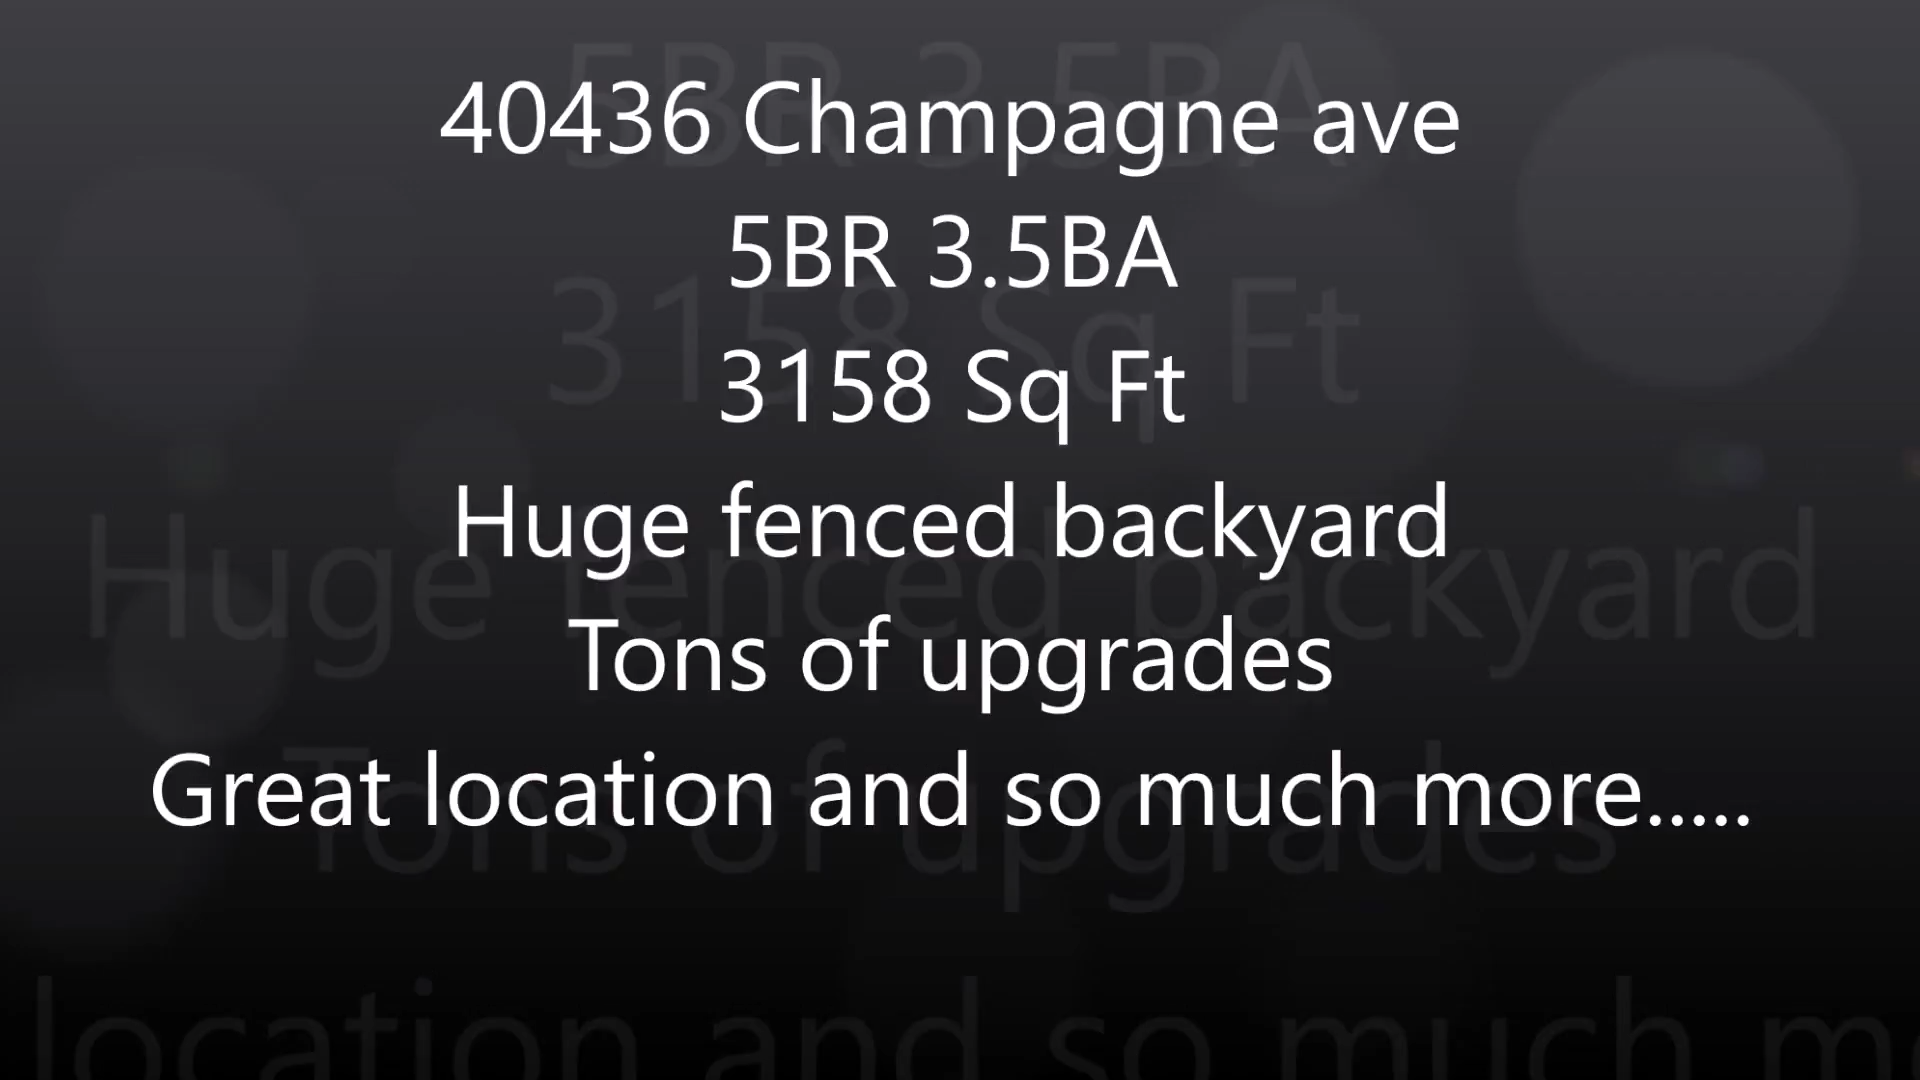 40436 Champagne ave
5BR 3.5BA
3158 Sq Ft
Huge fenced backyard
Tons of upgrades
Great location and so much more.....